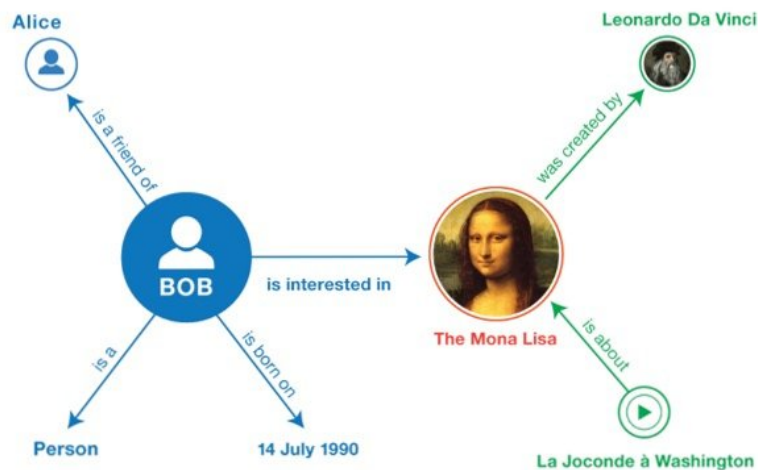 Alice
Leonardo Da Vinci
is a friend of
was created by
BOB
is interested in
The Mona Lisa
is a
is born on
is about
Person
14 July 1990
La Joconde à Washington